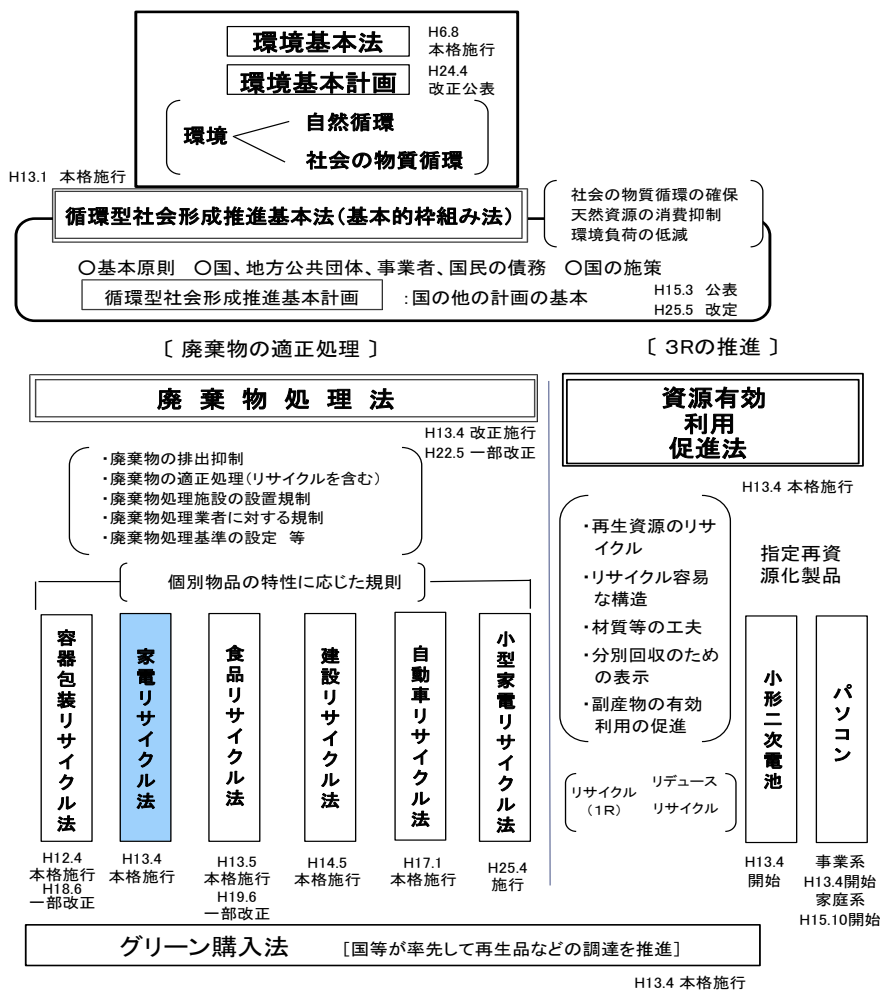 環境基本法
H6.8
本格施行
環境基本計画
H24.4
改正公表
環境
自然循環
社会の物質循環
H13.1 本格施行
循環型社会形成推進基本法(基本的枠組み法)
社会の物質循環の確保
天然資源の消費抑制
環境負荷の低減
○基本原則 ○国、地方公共団体、事業者、国民の債務 ○国の施策
循環型社会形成推進基本計画 :国の他の計画の基本
H15.3 公表
H25.5 改定
〔 廃棄物の適正処理 〕
〔 3Rの推進 〕
廃棄物処理法
H13.4 改正施行
H22.5 一部改正
・廃棄物の排出抑制
・廃棄物の適正処理(リサイクルを含む)
・廃棄物処理施設の設置規制
・廃棄物処理業者に対する規制
・廃棄物処理基準の設定 等
個別物品の特性に応じた規則
容器包装リサイクル法
H12.4
本格施行
H18.6
一部改正
家電リサイクル法
H13.4
本格施行
食品リサイクル法
H13.5
本格施行
H19.6
一部改正
建設リサイクル法
H14.5
本格施行
自動車リサイクル法
H17.1
本格施行
小型家電リサイクル法
H25.4
施行
資源有効
利用
促進法
H13.4 本格施行
・再生資源のリサ
イクル
・リサイクル容易
な構造
・材質等の工夫
・分別回収のため
の表示
・副産物の有効
利用の促進
リサイクル
(1R)
リデュース
リサイクル
指定再資
源化製品
小形二次電池
H13.4
開始
パソコン
事業系
H13.4開始
家庭系
H15.10開始
グリーン購入法 [国等が率先して再生品などの調達を推進]
H13.4 本格施行